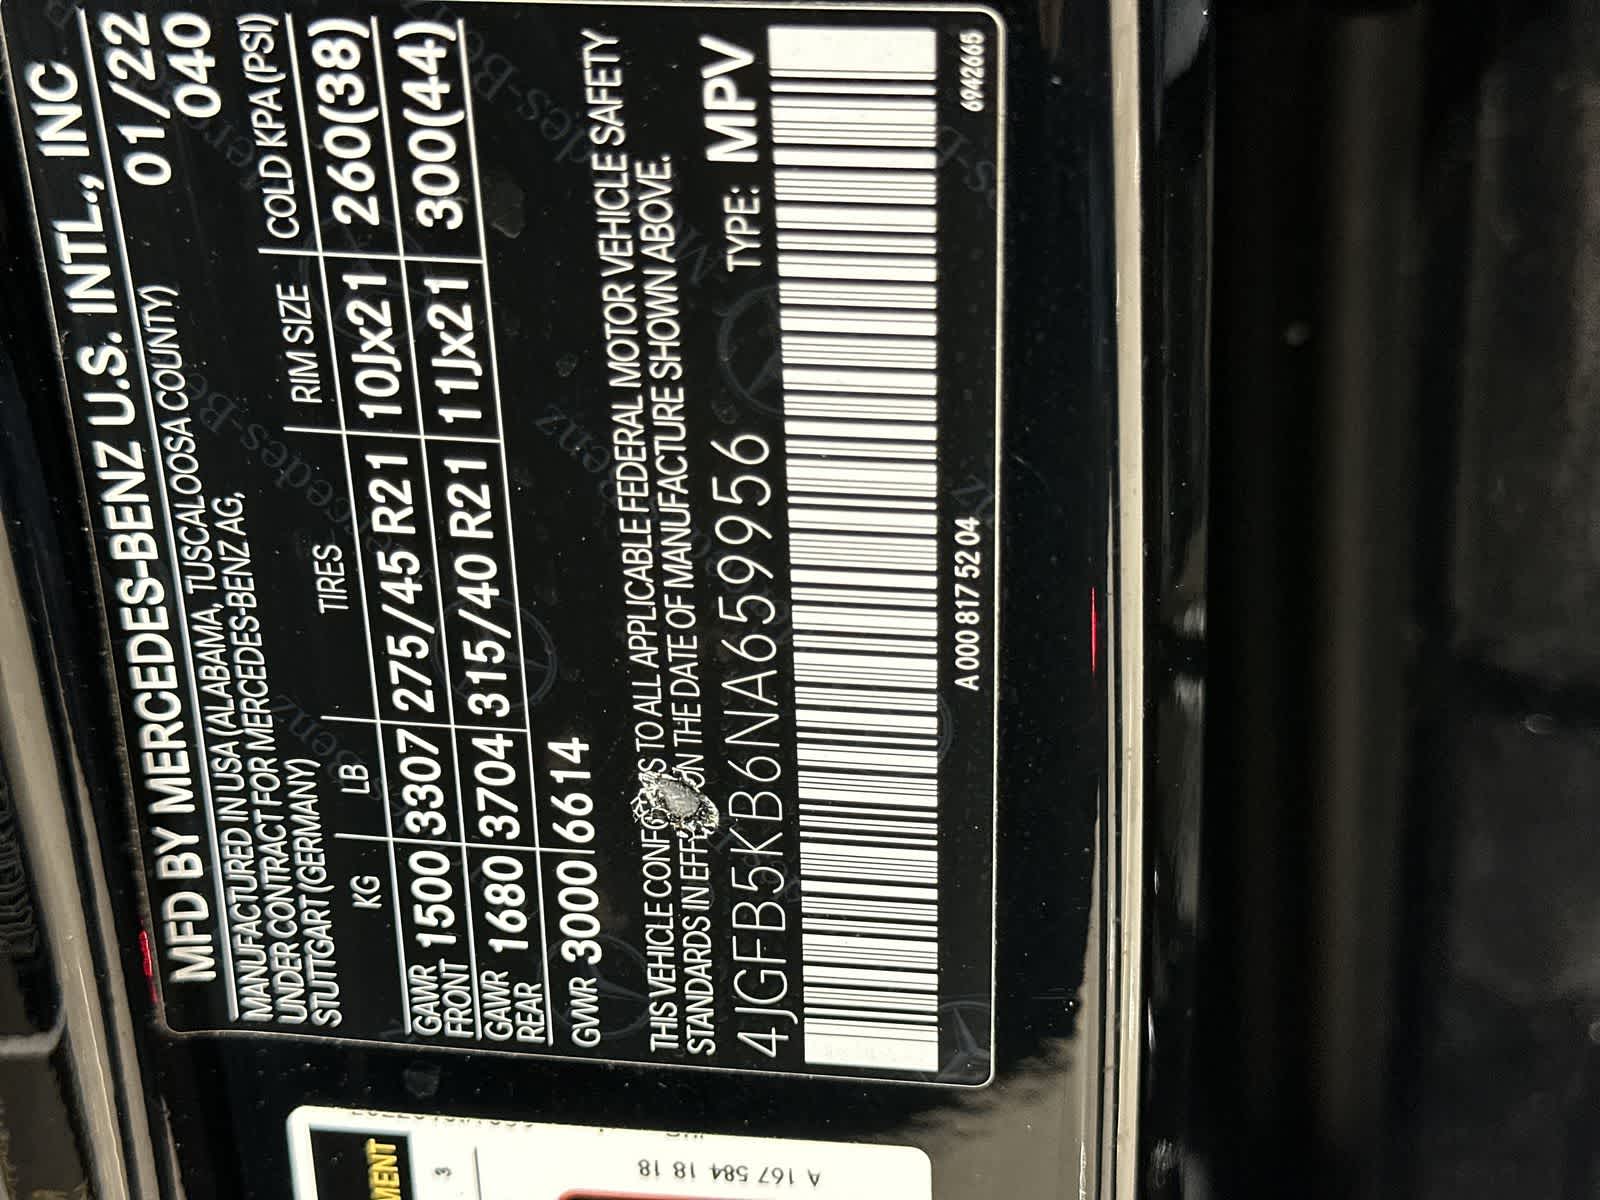 MFD BY MERCEDES-BENZ U.S. INTL., INC
MANUFACTURED IN USA (ALABAMA, TUSCALOOSA COUNTY) 01/22
UNDER CONTRACT FOR MERCEDES-BENZ AG, 040
STUTTGART (GERMANY)
KG LB TIRES RIM SIZE COLD KPA (PSI)
GAWR FRONT 1500 3307 275/45 R21 10Jx21 260(38)
GAWR REAR 1680 3704 315/40 R21 11Jx21 300(44)
GVWR 3000 6614
THIS VEHICLE TO ALL APPLICABLE FEDERAL MOTOR VEHICLE SAFETY
STANDARDS IN ON THE DATE OF MANUFACTURE SHOWN ABOVE.
4JGFB5KB6NA659956 TYPE: MPV
A 000 817 52 04 6942665
A 167 584 18 18